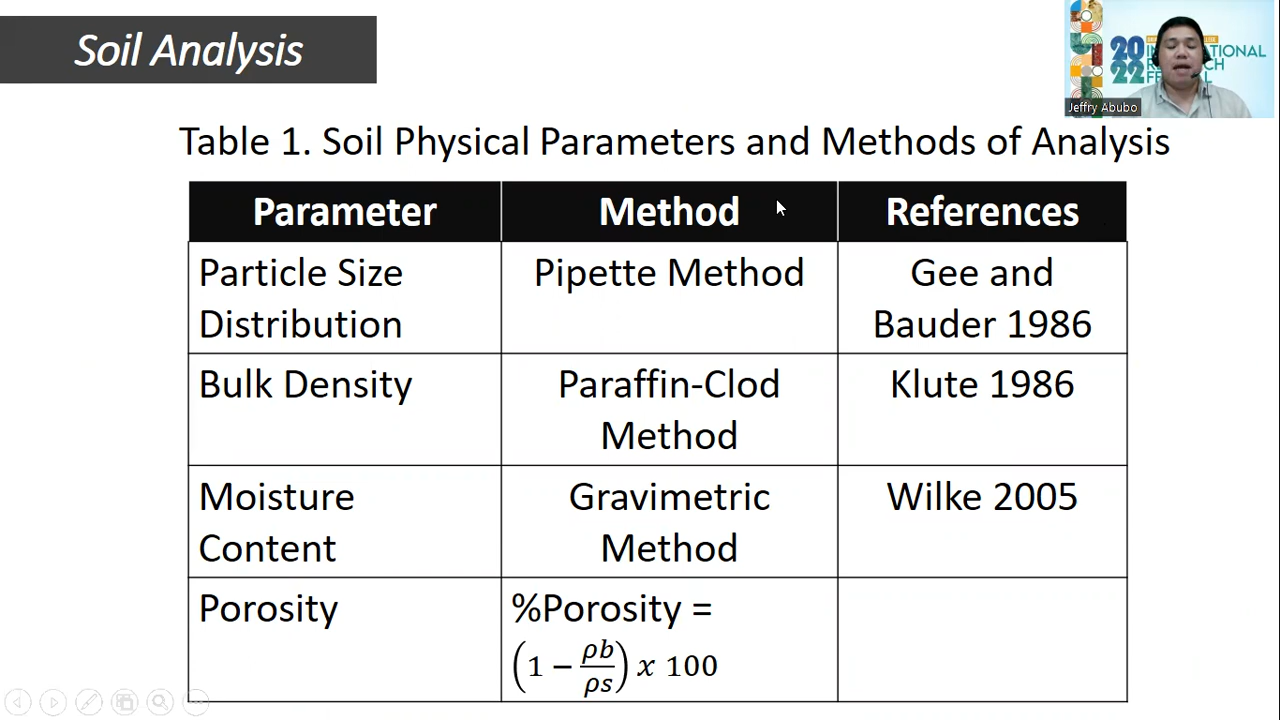 Soil Analysis
2022
Jeffry Abubo
Table 1. Soil Physical Parameters and Methods of Analysis
Parameter Method References
Particle Size Distribution Pipette Method Gee and Bauder 1986
Bulk Density Paraffin-Clod Method Klute 1986
Moisture Content Gravimetric Method Wilke 2005
Porosity %Porosity =
(1 − ρb/ρs) x 100